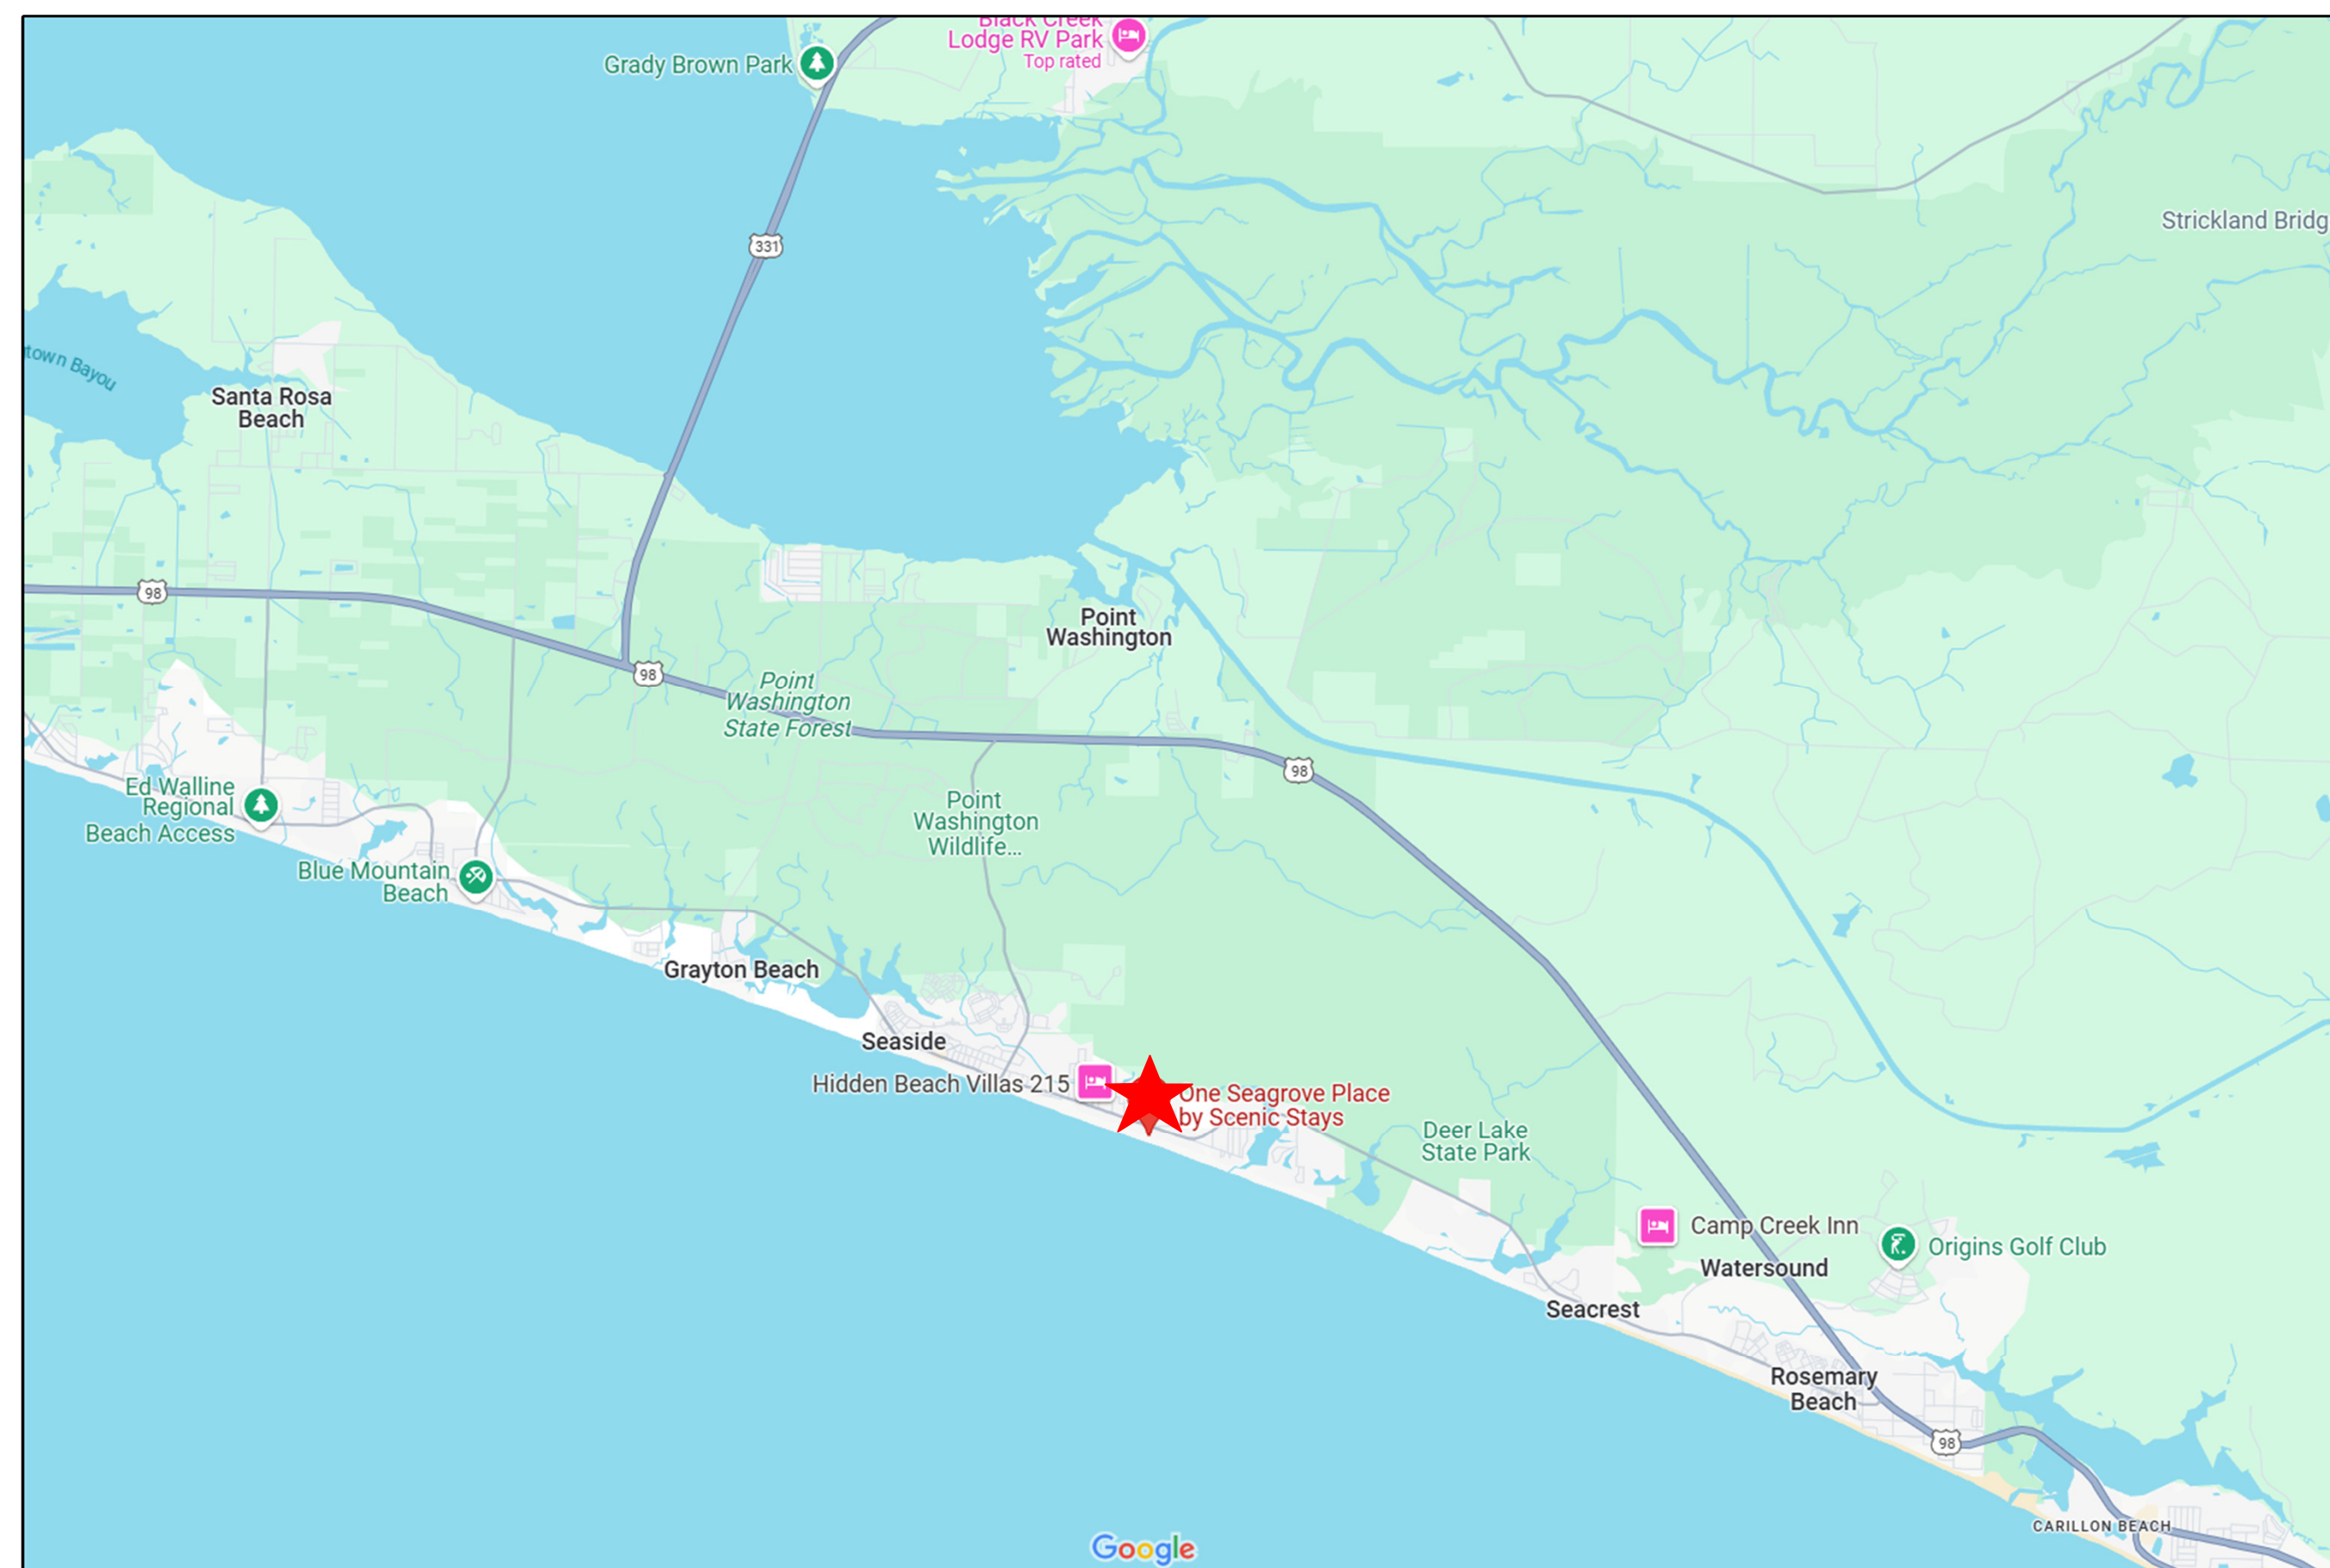 Black Creek
Lodge RV Park
Top rated
Grady Brown Park
Strickland Bridg
331
town Bayou
Santa Rosa
Beach
98
Point
Washington
98
Point
Washington
State Forest
98
Ed Walline
Regional
Beach Access
Point
Washington
Wildlife...
Blue Mountain
Beach
Grayton Beach
Seaside
Hidden Beach Villas 215
One Seagrove Place
by Scenic Stays
Deer Lake
State Park
Camp Creek Inn
Origins Golf Club
Watersound
Seacrest
Rosemary
Beach
98
CARILLON BEACH
Google